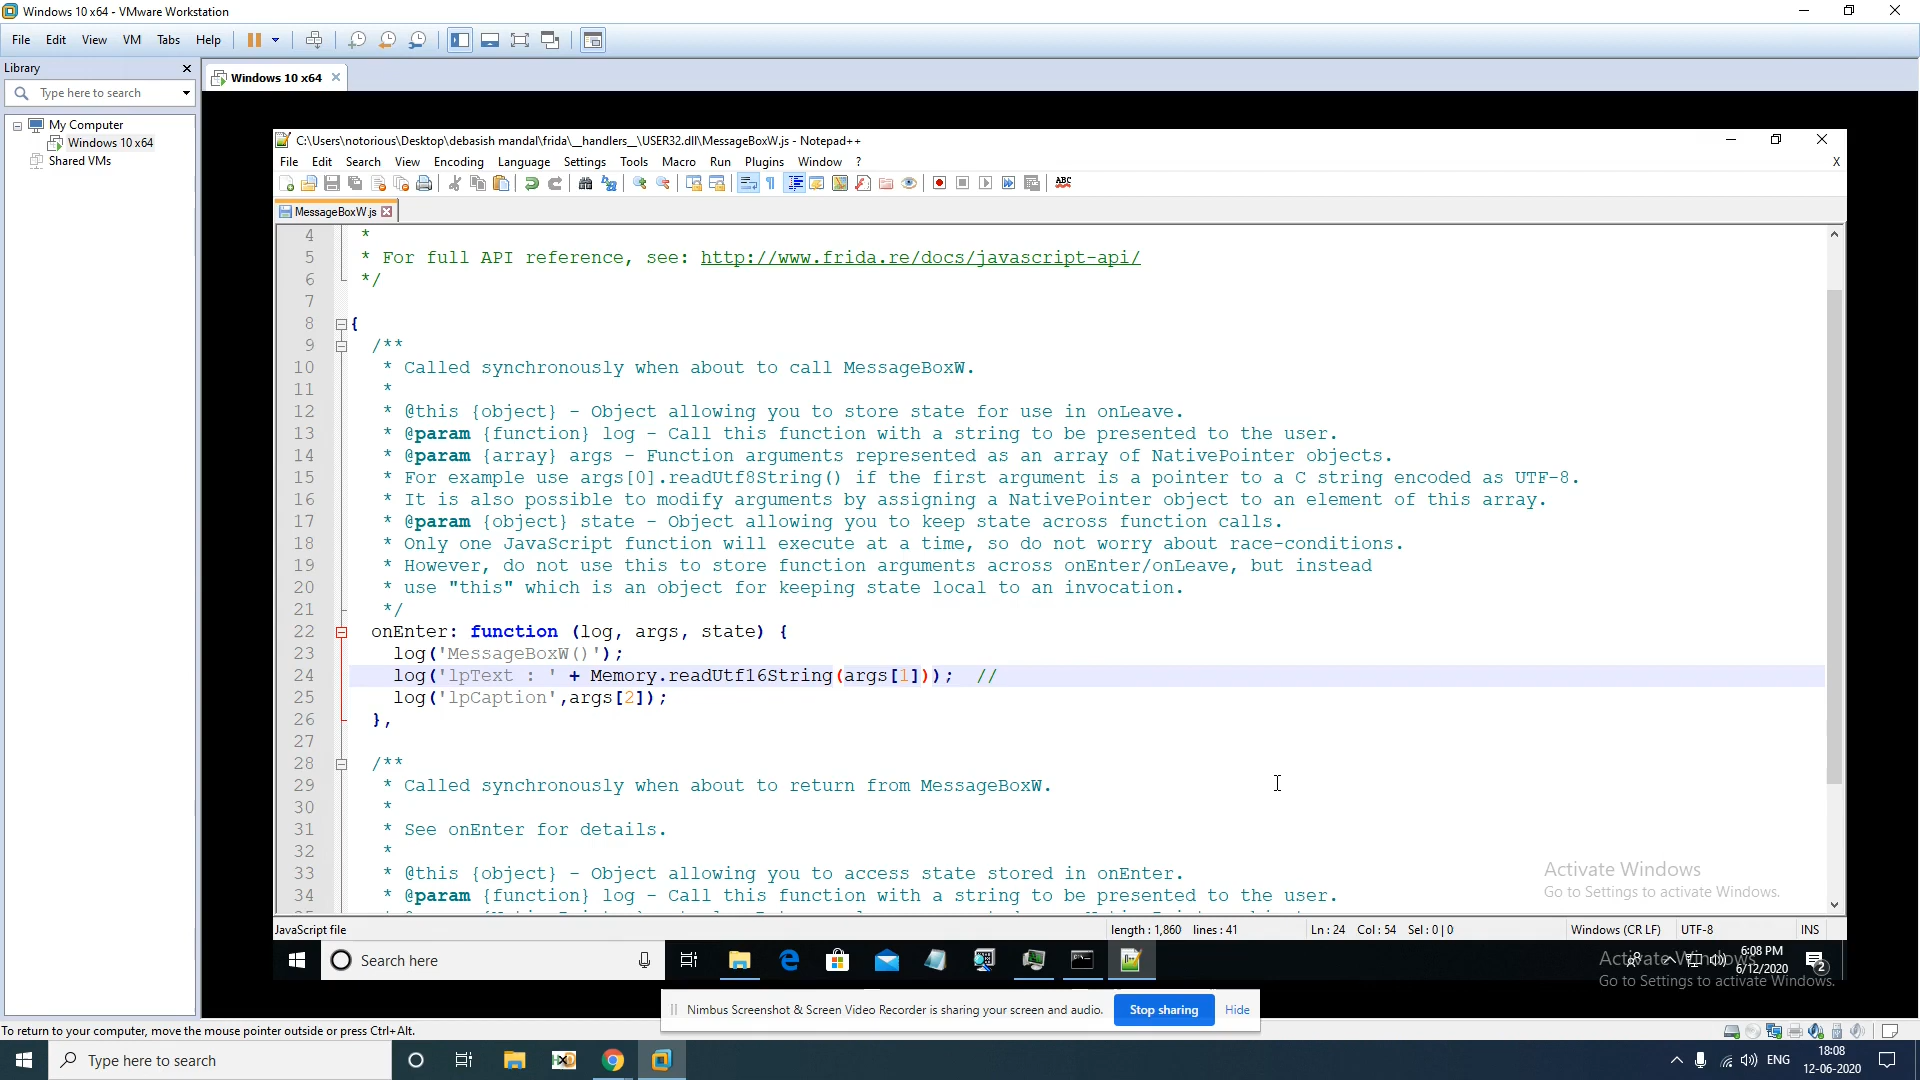 Windows 10 x64 - VMware Workstation
File Edit View VM Tabs Help
Library
Type here to search
My Computer
Windows 10 x64
Shared VMs
Windows 10 x64
C:\Users\notorious\Desktop\debasish mandal\frida\__handlers__\USER32.dll\MessageBoxW.js - Notepad++
File Edit Search View Encoding Language Settings Tools Macro Run Plugins Window ?
X
ABC
MessageBoxW.js
4 *
5 * For full API reference, see: http://www.frida.re/docs/javascript-api/
6 */
7
8 {
9 /**
10 * Called synchronously when about to call MessageBoxW.
11 *
12 * @this {object} - Object allowing you to store state for use in onLeave.
13 * @param {function} log - Call this function with a string to be presented to the user.
14 * @param {array} args - Function arguments represented as an array of NativePointer objects.
15 * For example use args[0].readUtf8String() if the first argument is a pointer to a C string encoded as UTF-8.
16 * It is also possible to modify arguments by assigning a NativePointer object to an element of this array.
17 * @param {object} state - Object allowing you to keep state across function calls.
18 * Only one JavaScript function will execute at a time, so do not worry about race-conditions.
19 * However, do not use this to store function arguments across onEnter/onLeave, but instead
20 * use "this" which is an object for keeping state local to an invocation.
21 */
22 onEnter: function (log, args, state) {
23 log('MessageBoxW()');
24 log('lpText : ' + Memory.readUtf16String(args[1])); //
25 log('lpCaption',args[2]);
26 },
27
28 /**
29 * Called synchronously when about to return from MessageBoxW.
30 *
31 * See onEnter for details.
32 *
33 * @this {object} - Object allowing you to access state stored in onEnter.
34 * @param {function} log - Call this function with a string to be presented to the user.
Activate Windows
Go to Settings to activate Windows.
JavaScript file length : 1,860 lines : 41 Ln : 24 Col : 54 Sel : 0 | 0 Windows (CR LF) UTF-8 INS
Search here
6:08 PM
6/12/2020
2
Activate Windows
Go to Settings to activate Windows.
Nimbus Screenshot & Screen Video Recorder is sharing your screen and audio. Stop sharing Hide
To return to your computer, move the mouse pointer outside or press Ctrl+Alt.
Type here to search
ENG
18:08
12-06-2020